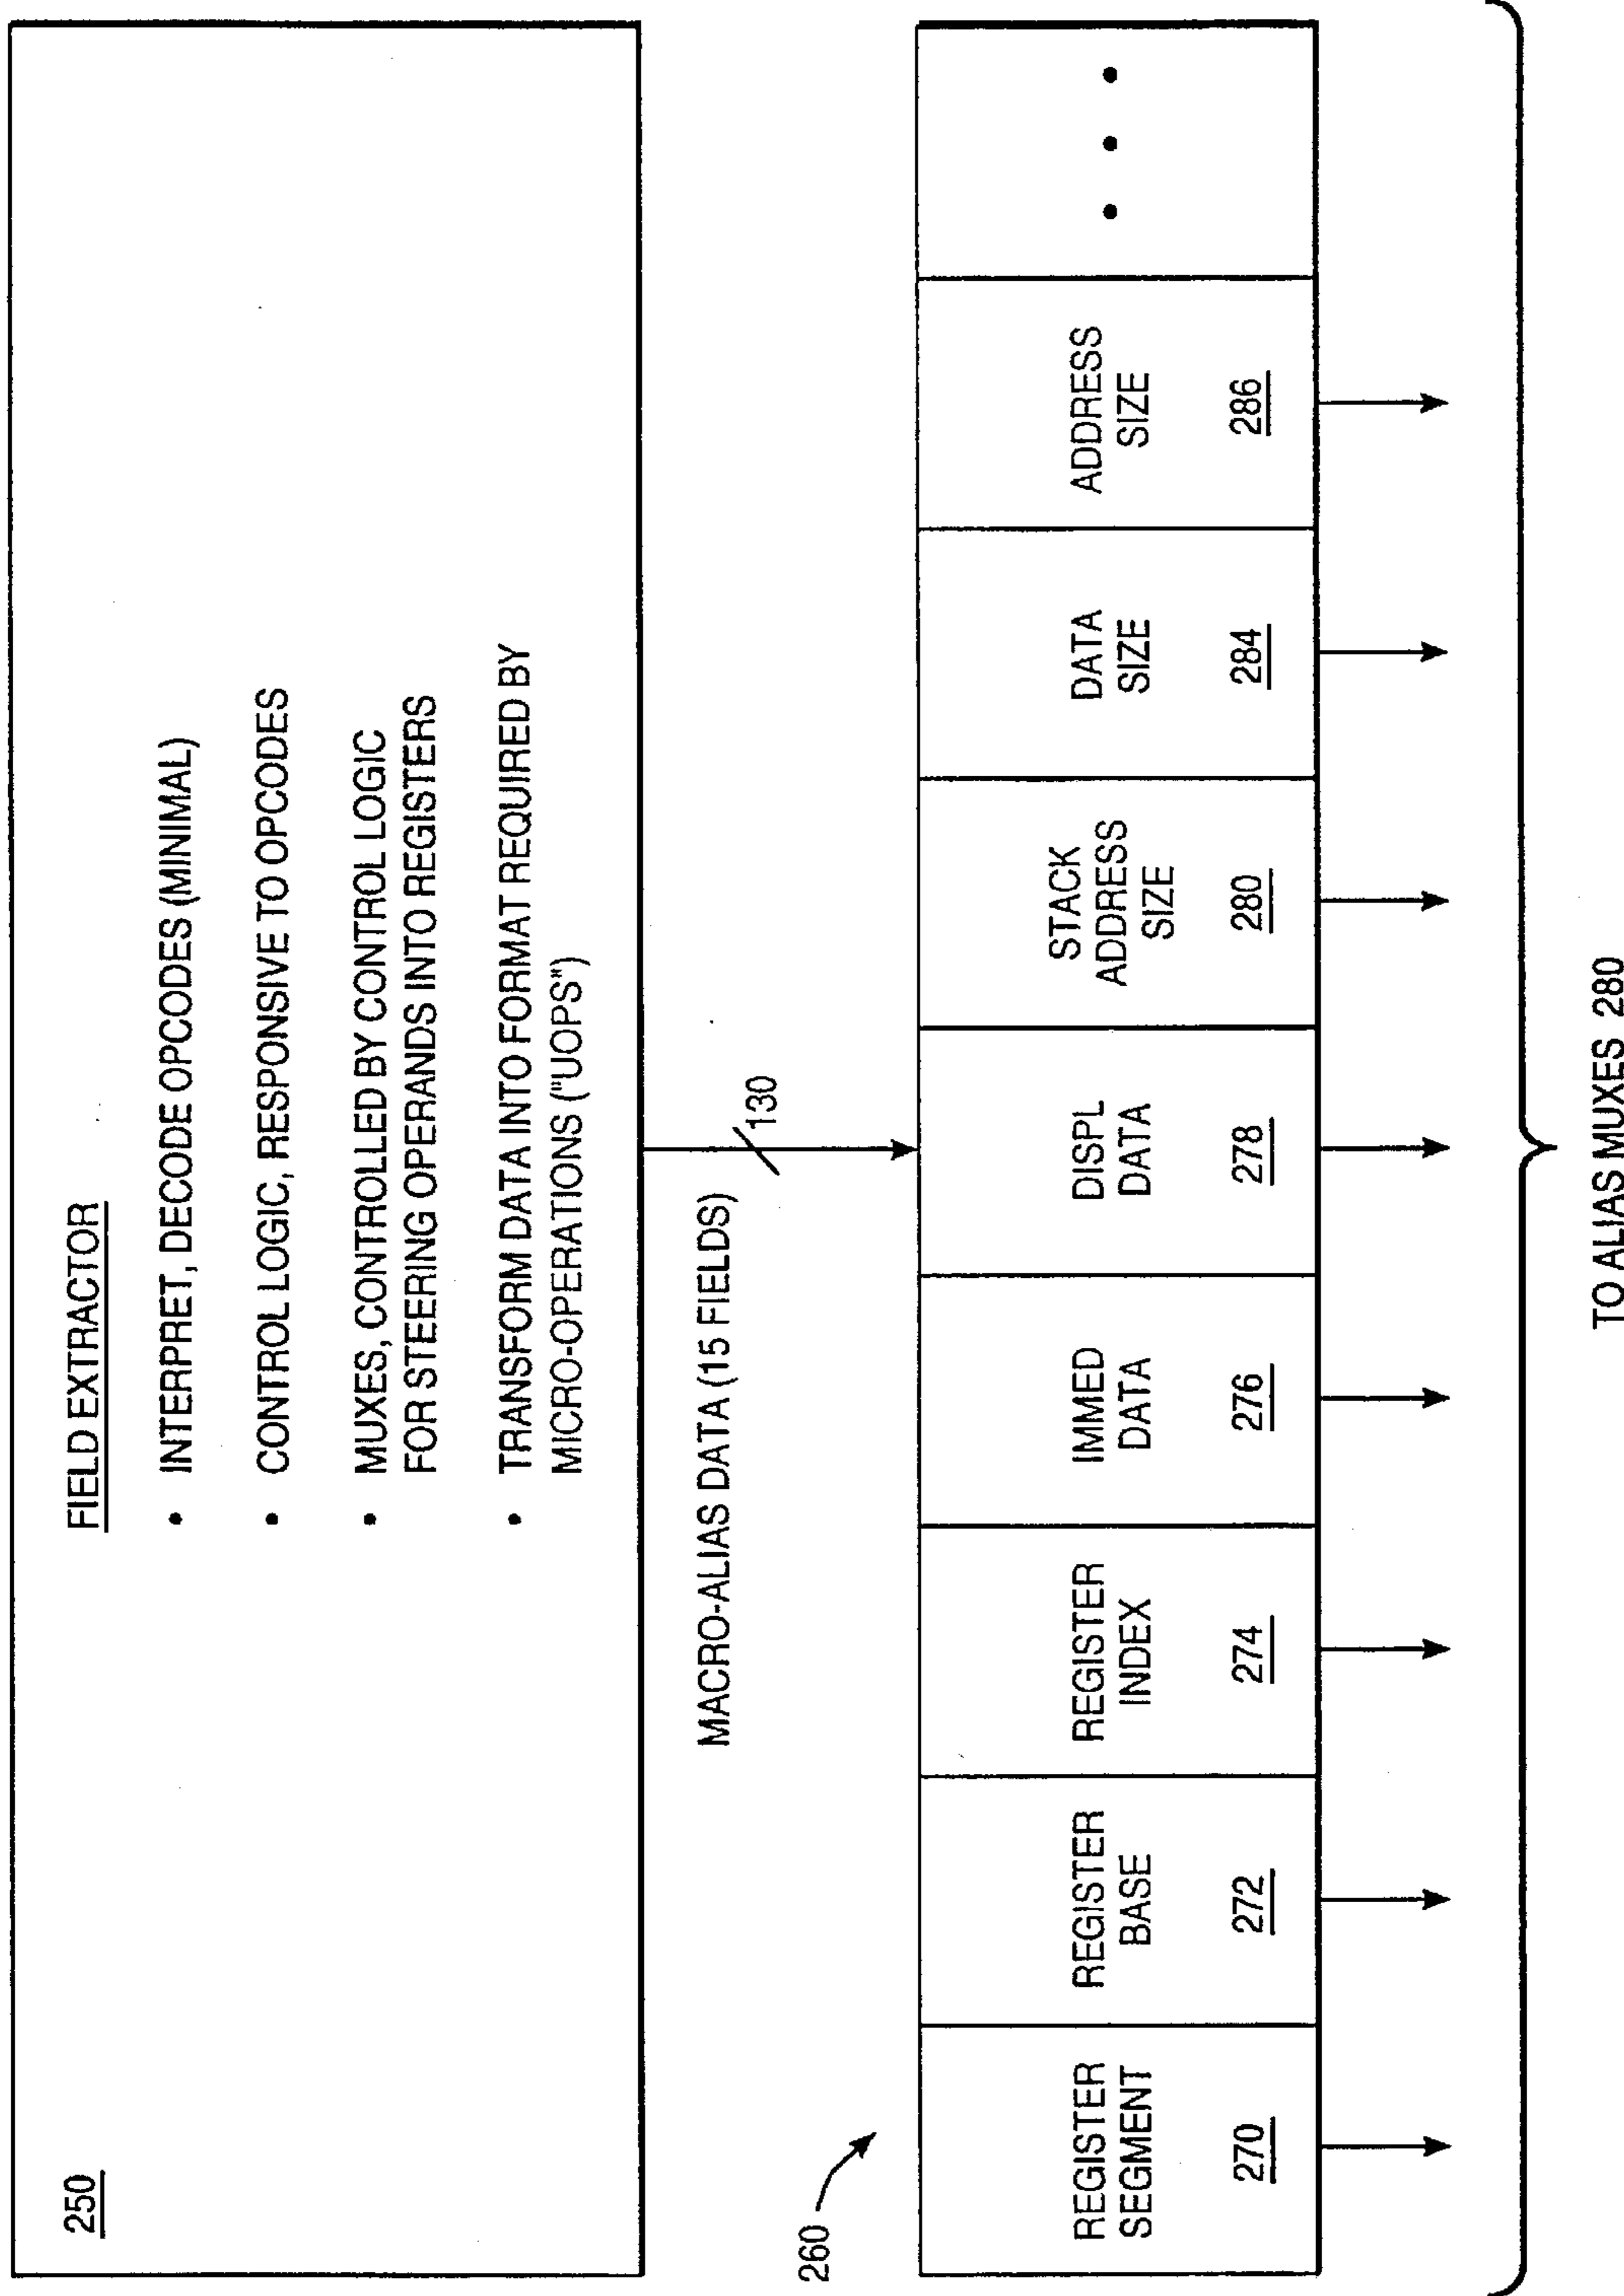 250
FIELD EXTRACTOR
• INTERPRET, DECODE OPCODES (MINIMAL)
• CONTROL LOGIC, RESPONSIVE TO OPCODES
• MUXES, CONTROLLED BY CONTROL LOGIC
FOR STEERING OPERANDS INTO REGISTERS
• TRANSFORM DATA INTO FORMAT REQUIRED BY
MICRO-OPERATIONS ("UOPS")
MACRO-ALIAS DATA (15 FIELDS)
130
260
REGISTER
SEGMENT
270
REGISTER
BASE
272
REGISTER
INDEX
274
IMMED
DATA
276
DISPL
DATA
278
STACK
ADDRESS
SIZE
280
DATA
SIZE
284
ADDRESS
SIZE
286
• • •
TO ALIAS MUXES 280